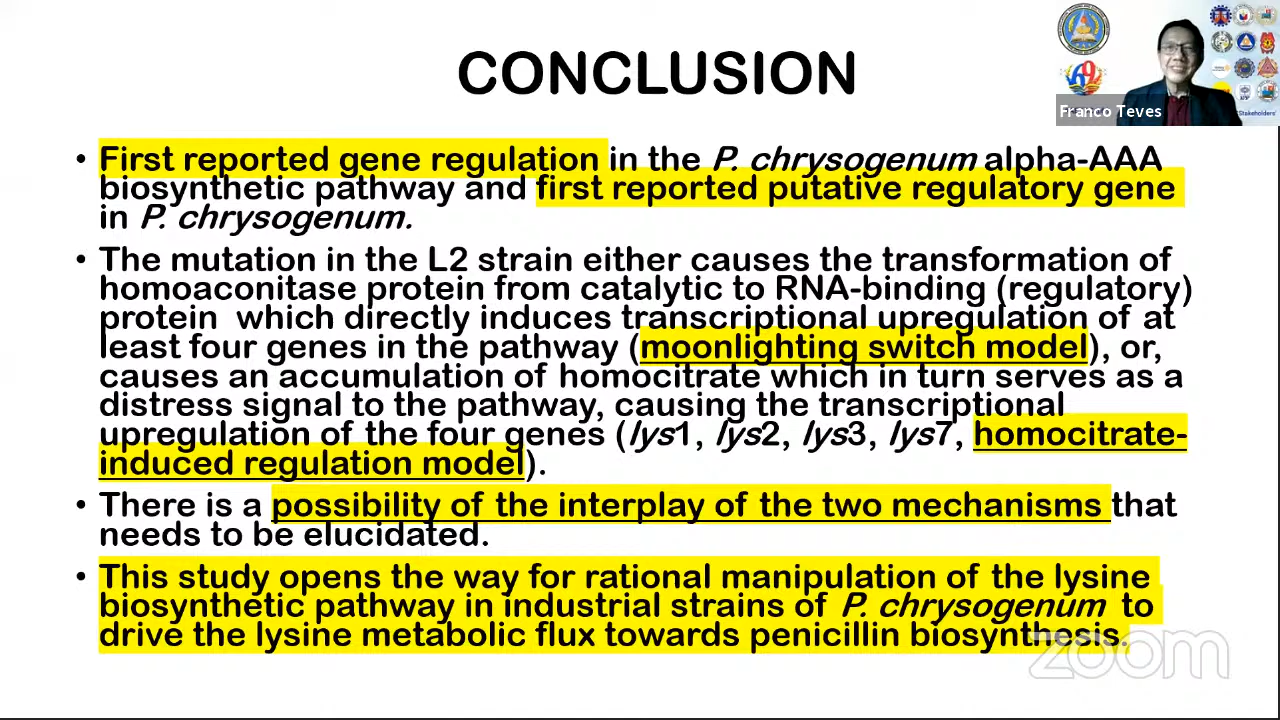 CONCLUSION
Franco Teves
Stakeholders'
• First reported gene regulation in the P. chrysogenum alpha-AAA
biosynthetic pathway and first reported putative regulatory gene
in P. chrysogenum.
• The mutation in the L2 strain either causes the transformation of
homoaconitase protein from catalytic to RNA-binding (regulatory)
protein which directly induces transcriptional upregulation of at
least four genes in the pathway (moonlighting switch model), or,
causes an accumulation of homocitrate which in turn serves as a
distress signal to the pathway, causing the transcriptional
upregulation of the four genes (lys1, lys2, lys3, lys7, homocitrate-
induced regulation model).
• There is a possibility of the interplay of the two mechanisms that
needs to be elucidated.
• This study opens the way for rational manipulation of the lysine
biosynthetic pathway in industrial strains of P. chrysogenum to
drive the lysine metabolic flux towards penicillin biosynthesis.
zoom